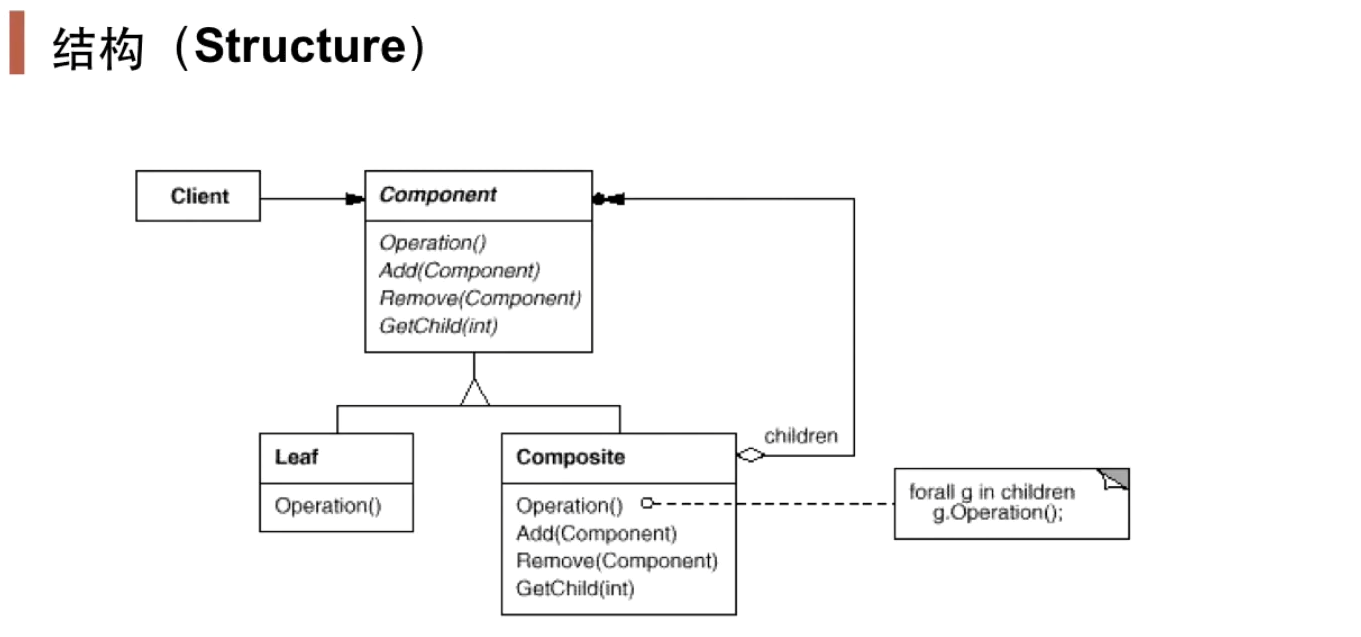 结构（Structure）
Client
Component
Operation()
Add(Component)
Remove(Component)
GetChild(int)
Leaf
Operation()
Composite
Operation()
Add(Component)
Remove(Component)
GetChild(int)
children
forall g in children
g.Operation();